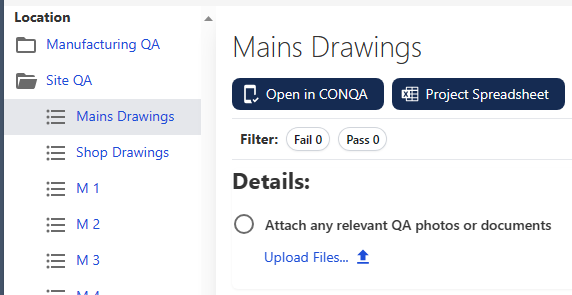 Location
Manufacturing QA
Site QA
Mains Drawings
Shop Drawings
M 1
M 2
M 3
Mains Drawings
Open in CONQA
Project Spreadsheet
Filter: Fail 0 Pass 0
Details:
Attach any relevant QA photos or documents
Upload Files...